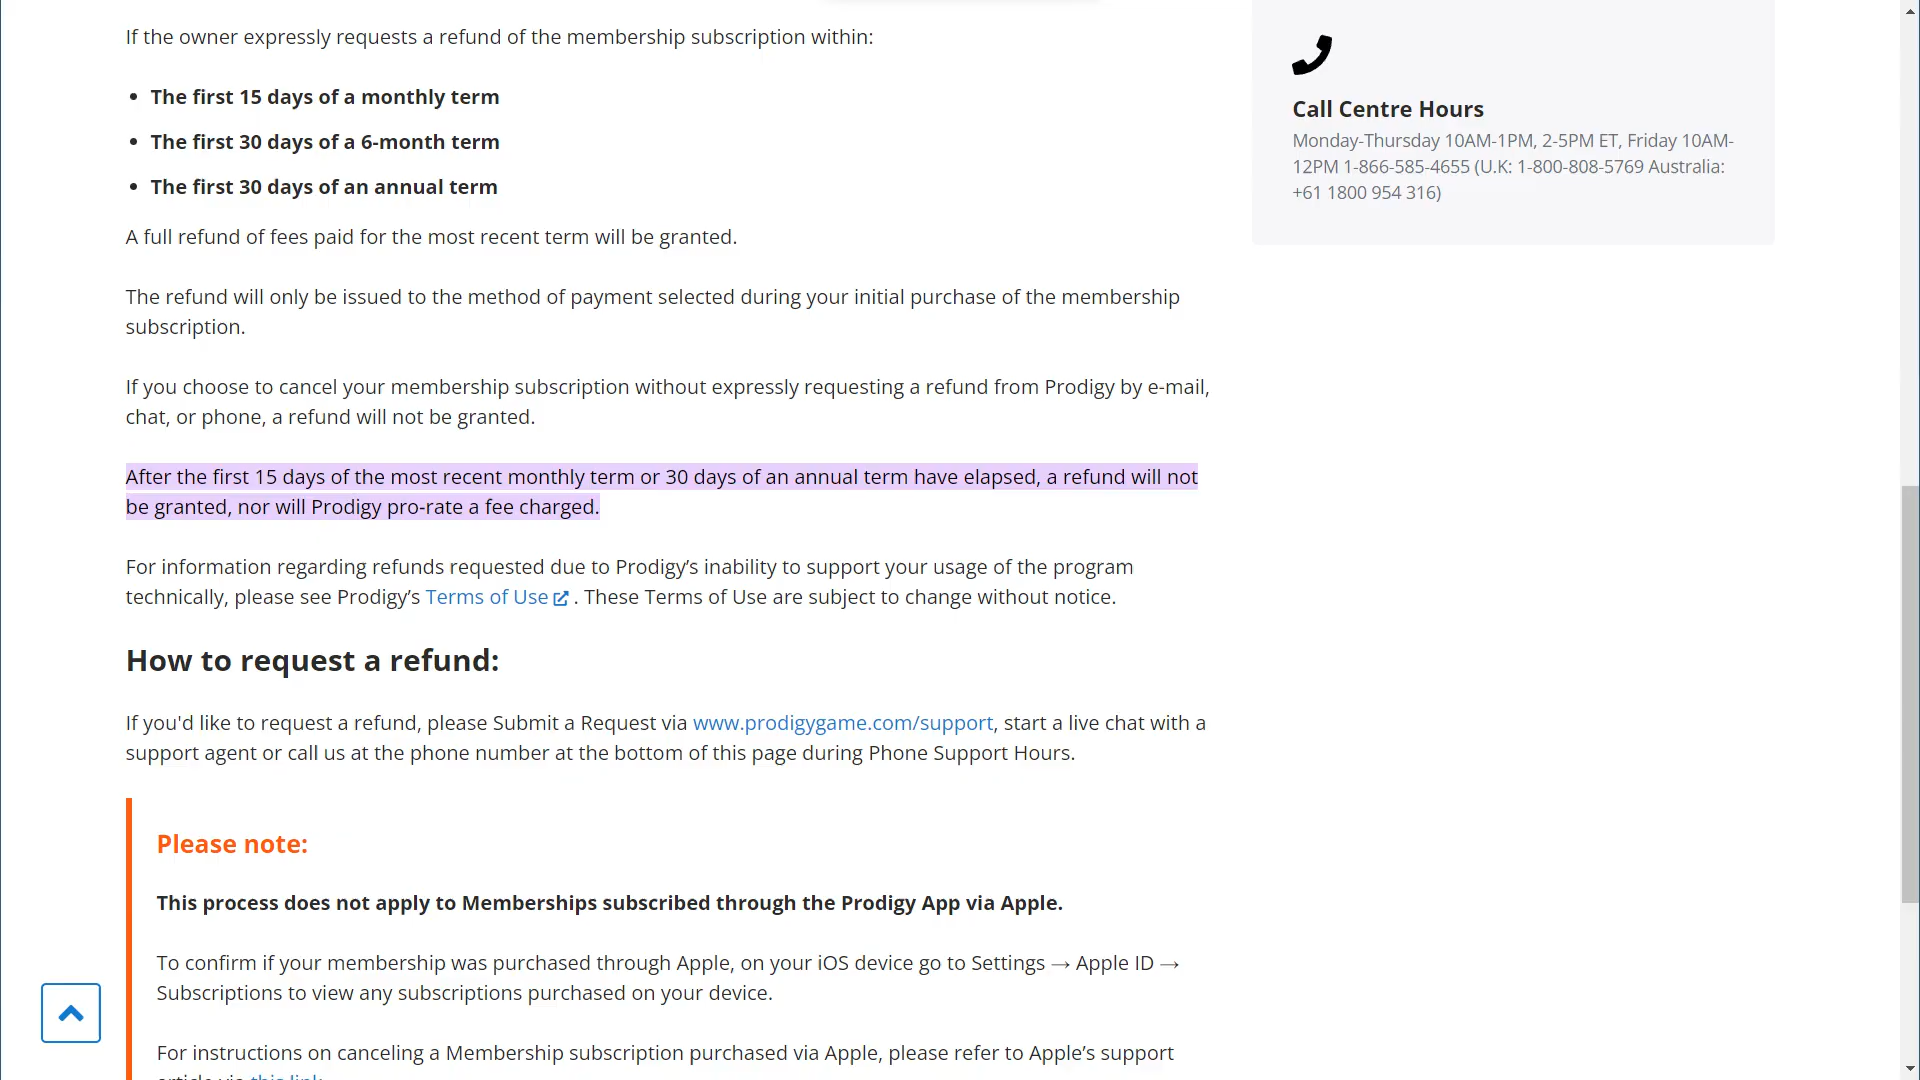 If the owner expressly requests a refund of the membership subscription within:
• The first 15 days of a monthly term
• The first 30 days of a 6-month term
• The first 30 days of an annual term
A full refund of fees paid for the most recent term will be granted.
The refund will only be issued to the method of payment selected during your initial purchase of the membership
subscription.
If you choose to cancel your membership subscription without expressly requesting a refund from Prodigy by e-mail,
chat, or phone, a refund will not be granted.
After the first 15 days of the most recent monthly term or 30 days of an annual term have elapsed, a refund will not
be granted, nor will Prodigy pro-rate a fee charged.
For information regarding refunds requested due to Prodigy’s inability to support your usage of the program
technically, please see Prodigy’s Terms of Use . These Terms of Use are subject to change without notice.
How to request a refund:
If you'd like to request a refund, please Submit a Request via www.prodigygame.com/support, start a live chat with a
support agent or call us at the phone number at the bottom of this page during Phone Support Hours.
Please note:
This process does not apply to Memberships subscribed through the Prodigy App via Apple.
To confirm if your membership was purchased through Apple, on your iOS device go to Settings → Apple ID →
Subscriptions to view any subscriptions purchased on your device.
For instructions on canceling a Membership subscription purchased via Apple, please refer to Apple’s support
article via this link
Call Centre Hours
Monday-Thursday 10AM-1PM, 2-5PM ET, Friday 10AM-
12PM 1-866-585-4655 (U.K: 1-800-808-5769 Australia:
+61 1800 954 316)